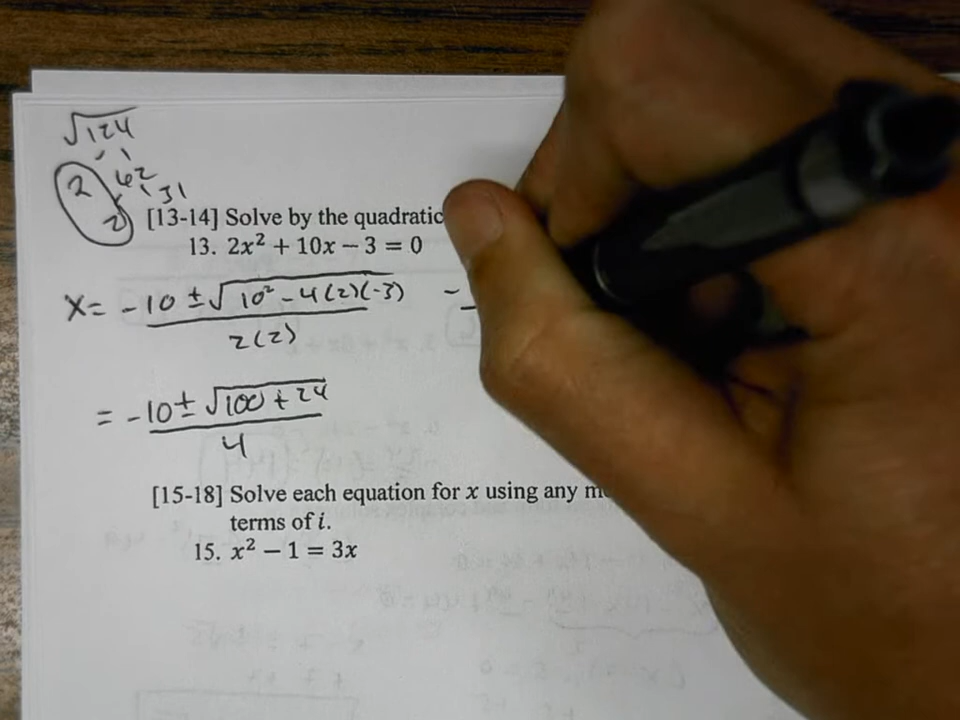 √124
2 62
2 31
[13-14] Solve by the quadratic
13. 2x² + 10x − 3 = 0
x = -10 ± √10² - 4(2)(-3)
2(2)
= -10 ± √100 + 24
4
[15-18] Solve each equation for x using any
terms of i.
15. x² − 1 = 3x